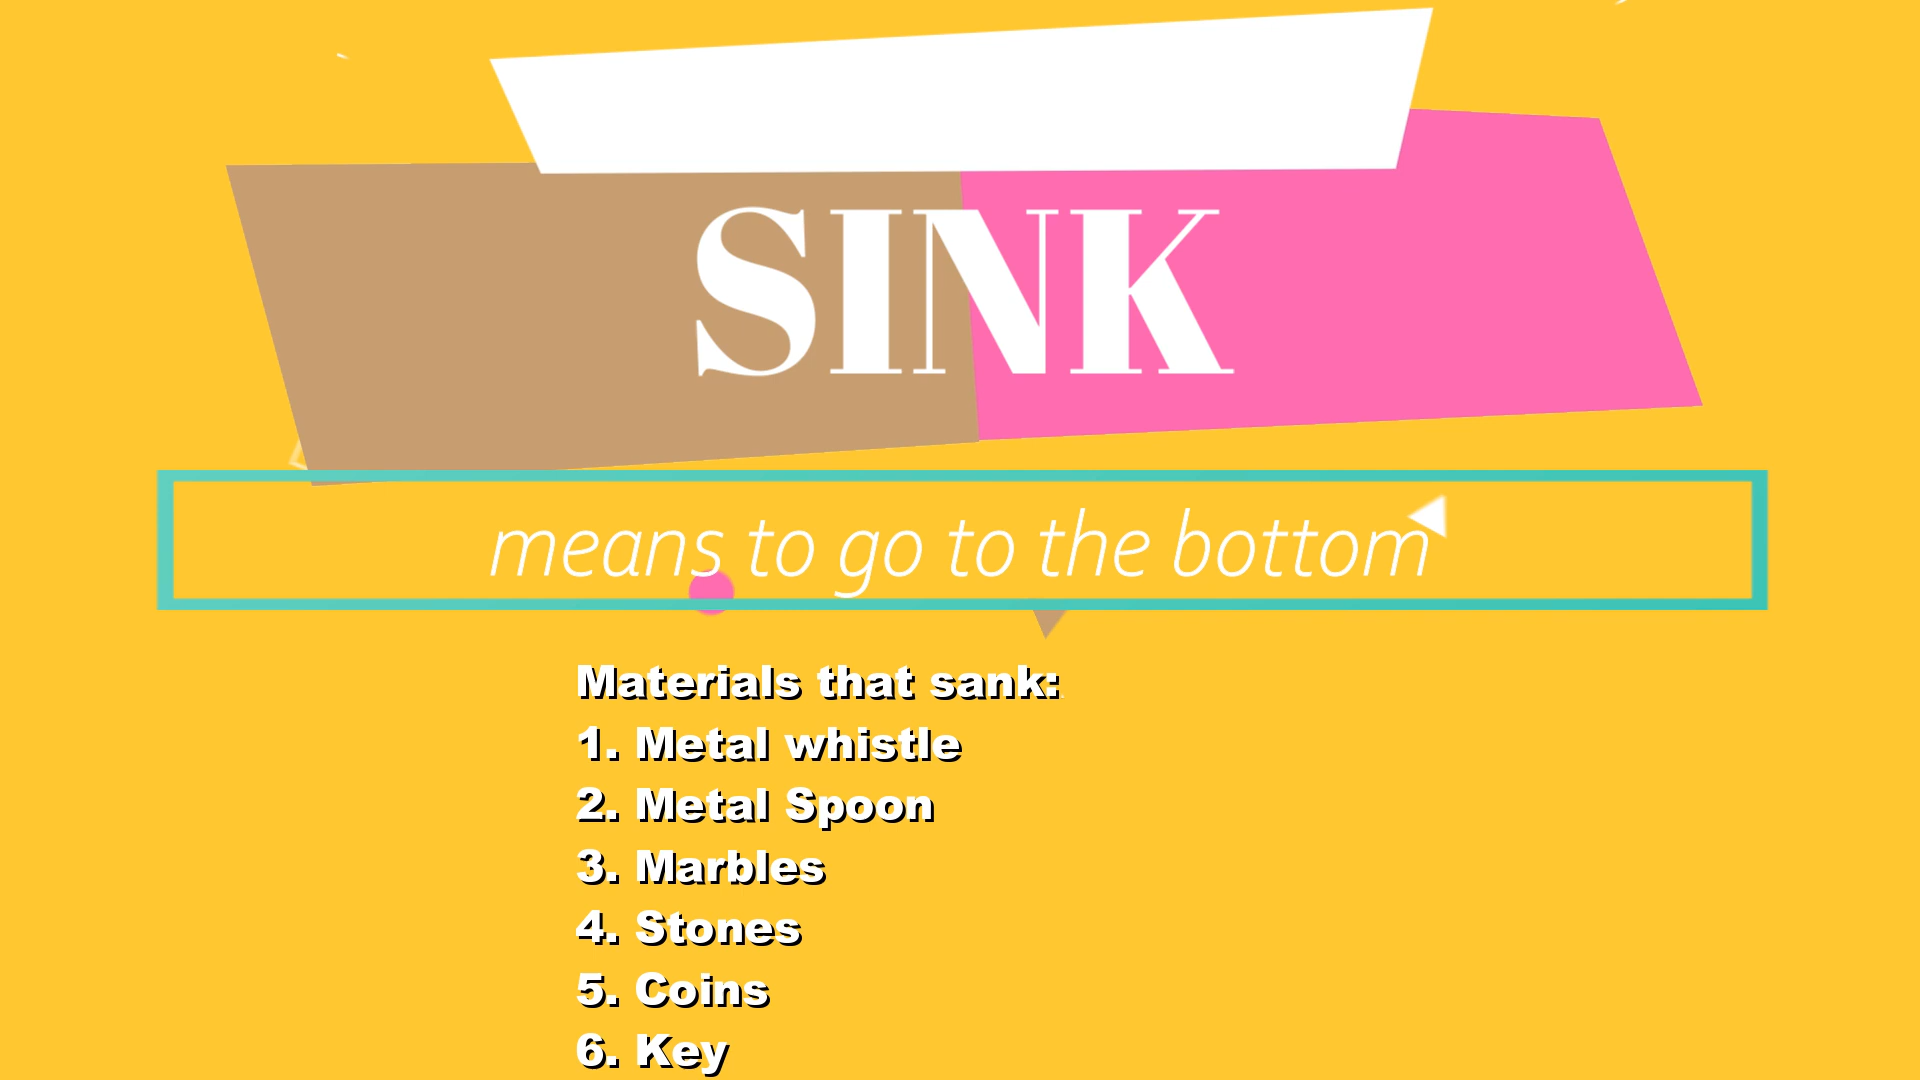 SINK
means to go to the bottom
Materials that sank:
1. Metal whistle
2. Metal Spoon
3. Marbles
4. Stones
5. Coins
6. Key